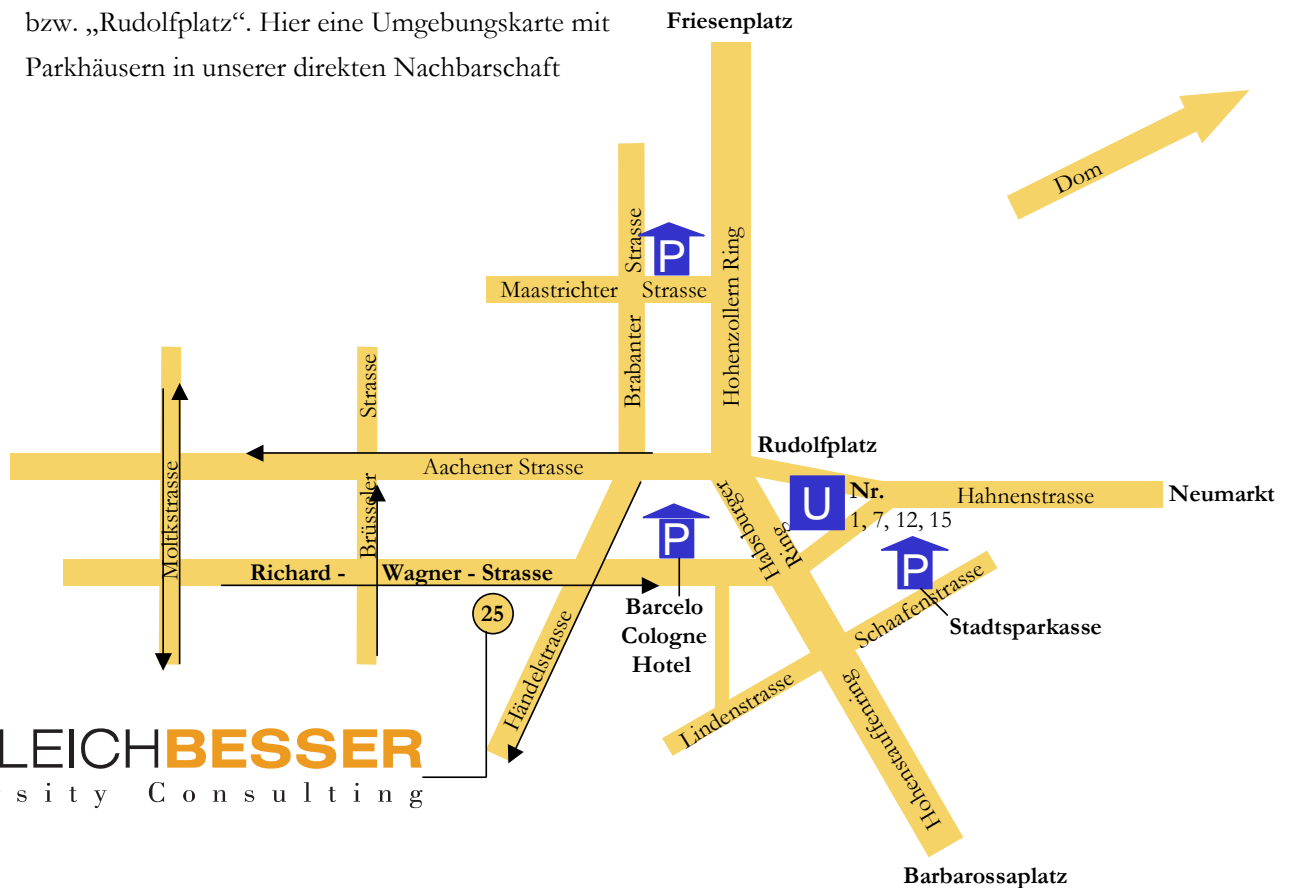 bzw. „Rudolfplatz“. Hier eine Umgebungskarte mit
Parkhäusern in unserer direkten Nachbarschaft
Friesenplatz
Dom
Brabanter Strasse
P
Hohenzollern Ring
Maastrichter Strasse
Moltkstrasse
Brüsseler Strasse
Rudolfplatz
Aachener Strasse
U
Nr.
1, 7, 12, 15
Hahnenstrasse
Neumarkt
Habsburger
Ring
P
P
Richard - Wagner - Strasse
25
Barcelo
Cologne
Hotel
Schaafenstrasse
Stadtsparkasse
Händelstrasse
Lindenstrasse
Hohenstauffenring
LEICHBESSER
sity Consulting
Barbarossaplatz